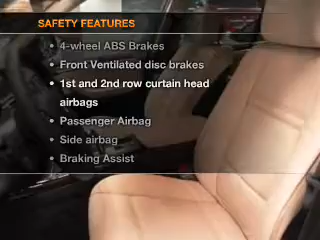 SAFETY FEATURES
• 4-wheel ABS Brakes
• Front Ventilated disc brakes
• 1st and 2nd row curtain head
airbags
• Passenger Airbag
• Side airbag
• Braking Assist